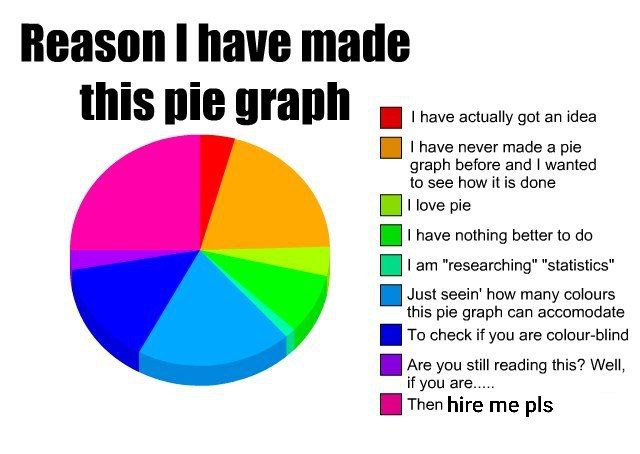 Reason I have made
this pie graph
I have actually got an idea
I have never made a pie
graph before and I wanted
to see how it is done
I love pie
I have nothing better to do
I am "researching" "statistics"
Just seein' how many colours
this pie graph can accomodate
To check if you are colour-blind
Are you still reading this? Well,
if you are.....
Then hire me pls